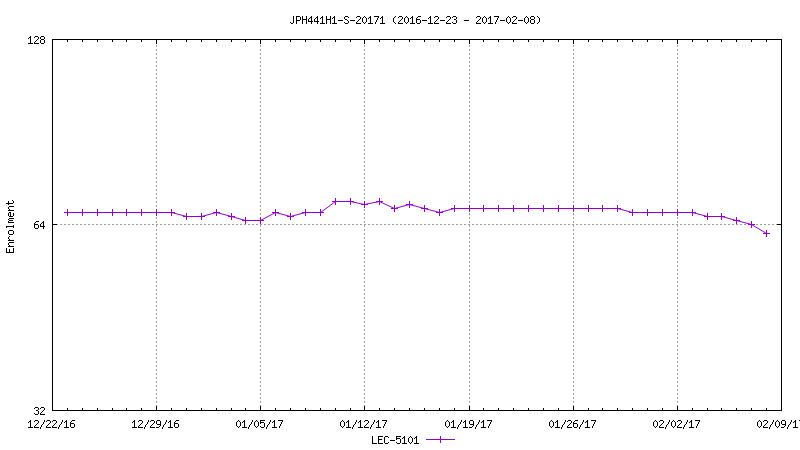 JPH441H1-S-20171 (2016-12-23 - 2017-02-08)
128
Enrolment
64
32
12/22/16 12/29/16 01/05/17 01/12/17 01/19/17 01/26/17 02/02/17 02/09/1
LEC-5101